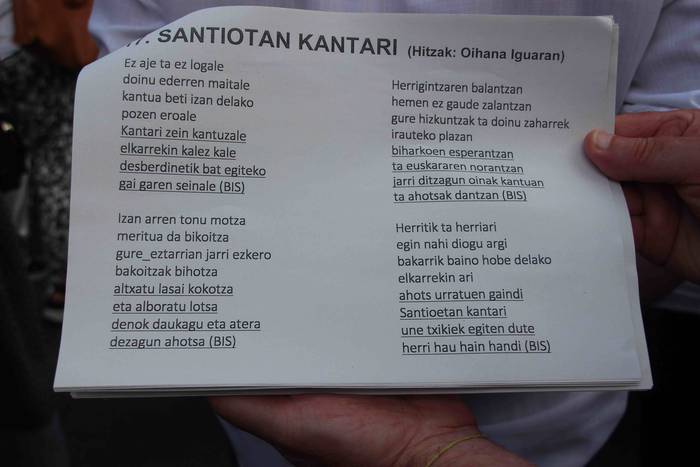 SANTIOTAN KANTARI (Hitzak: Oihana Iguaran)
Ez aje ta ez logale
doinu ederren maitale
kantua beti izan delako
pozen eroale
Kantari zein kantuzale
elkarrekin kalez kale
desberdinetik bat egiteko
gai garen seinale (BIS)
Izan arren tonu motza
meritua da bikoitza
gure_eztarrian jarri ezkero
bakoitzak bihotza
altxatu lasai kokotza
eta alboratu lotsa
denok daukagu eta atera
dezagun ahotsa (BIS)
Herrigintzaren balantzan
hemen ez gaude zalantzan
gure hizkuntzak ta doinu zaharrek
irauteko plazan
biharkoen esperantzan
ta euskararen norantzan
jarri ditzagun oinak kantuan
ta ahotsak dantzan (BIS)
Herritik ta herriari
egin nahi diogu argi
bakarrik baino hobe delako
elkarrekin ari
ahots urratuen gaindi
Santioetan kantari
une txikiek egiten dute
herri hau hain handi (BIS)